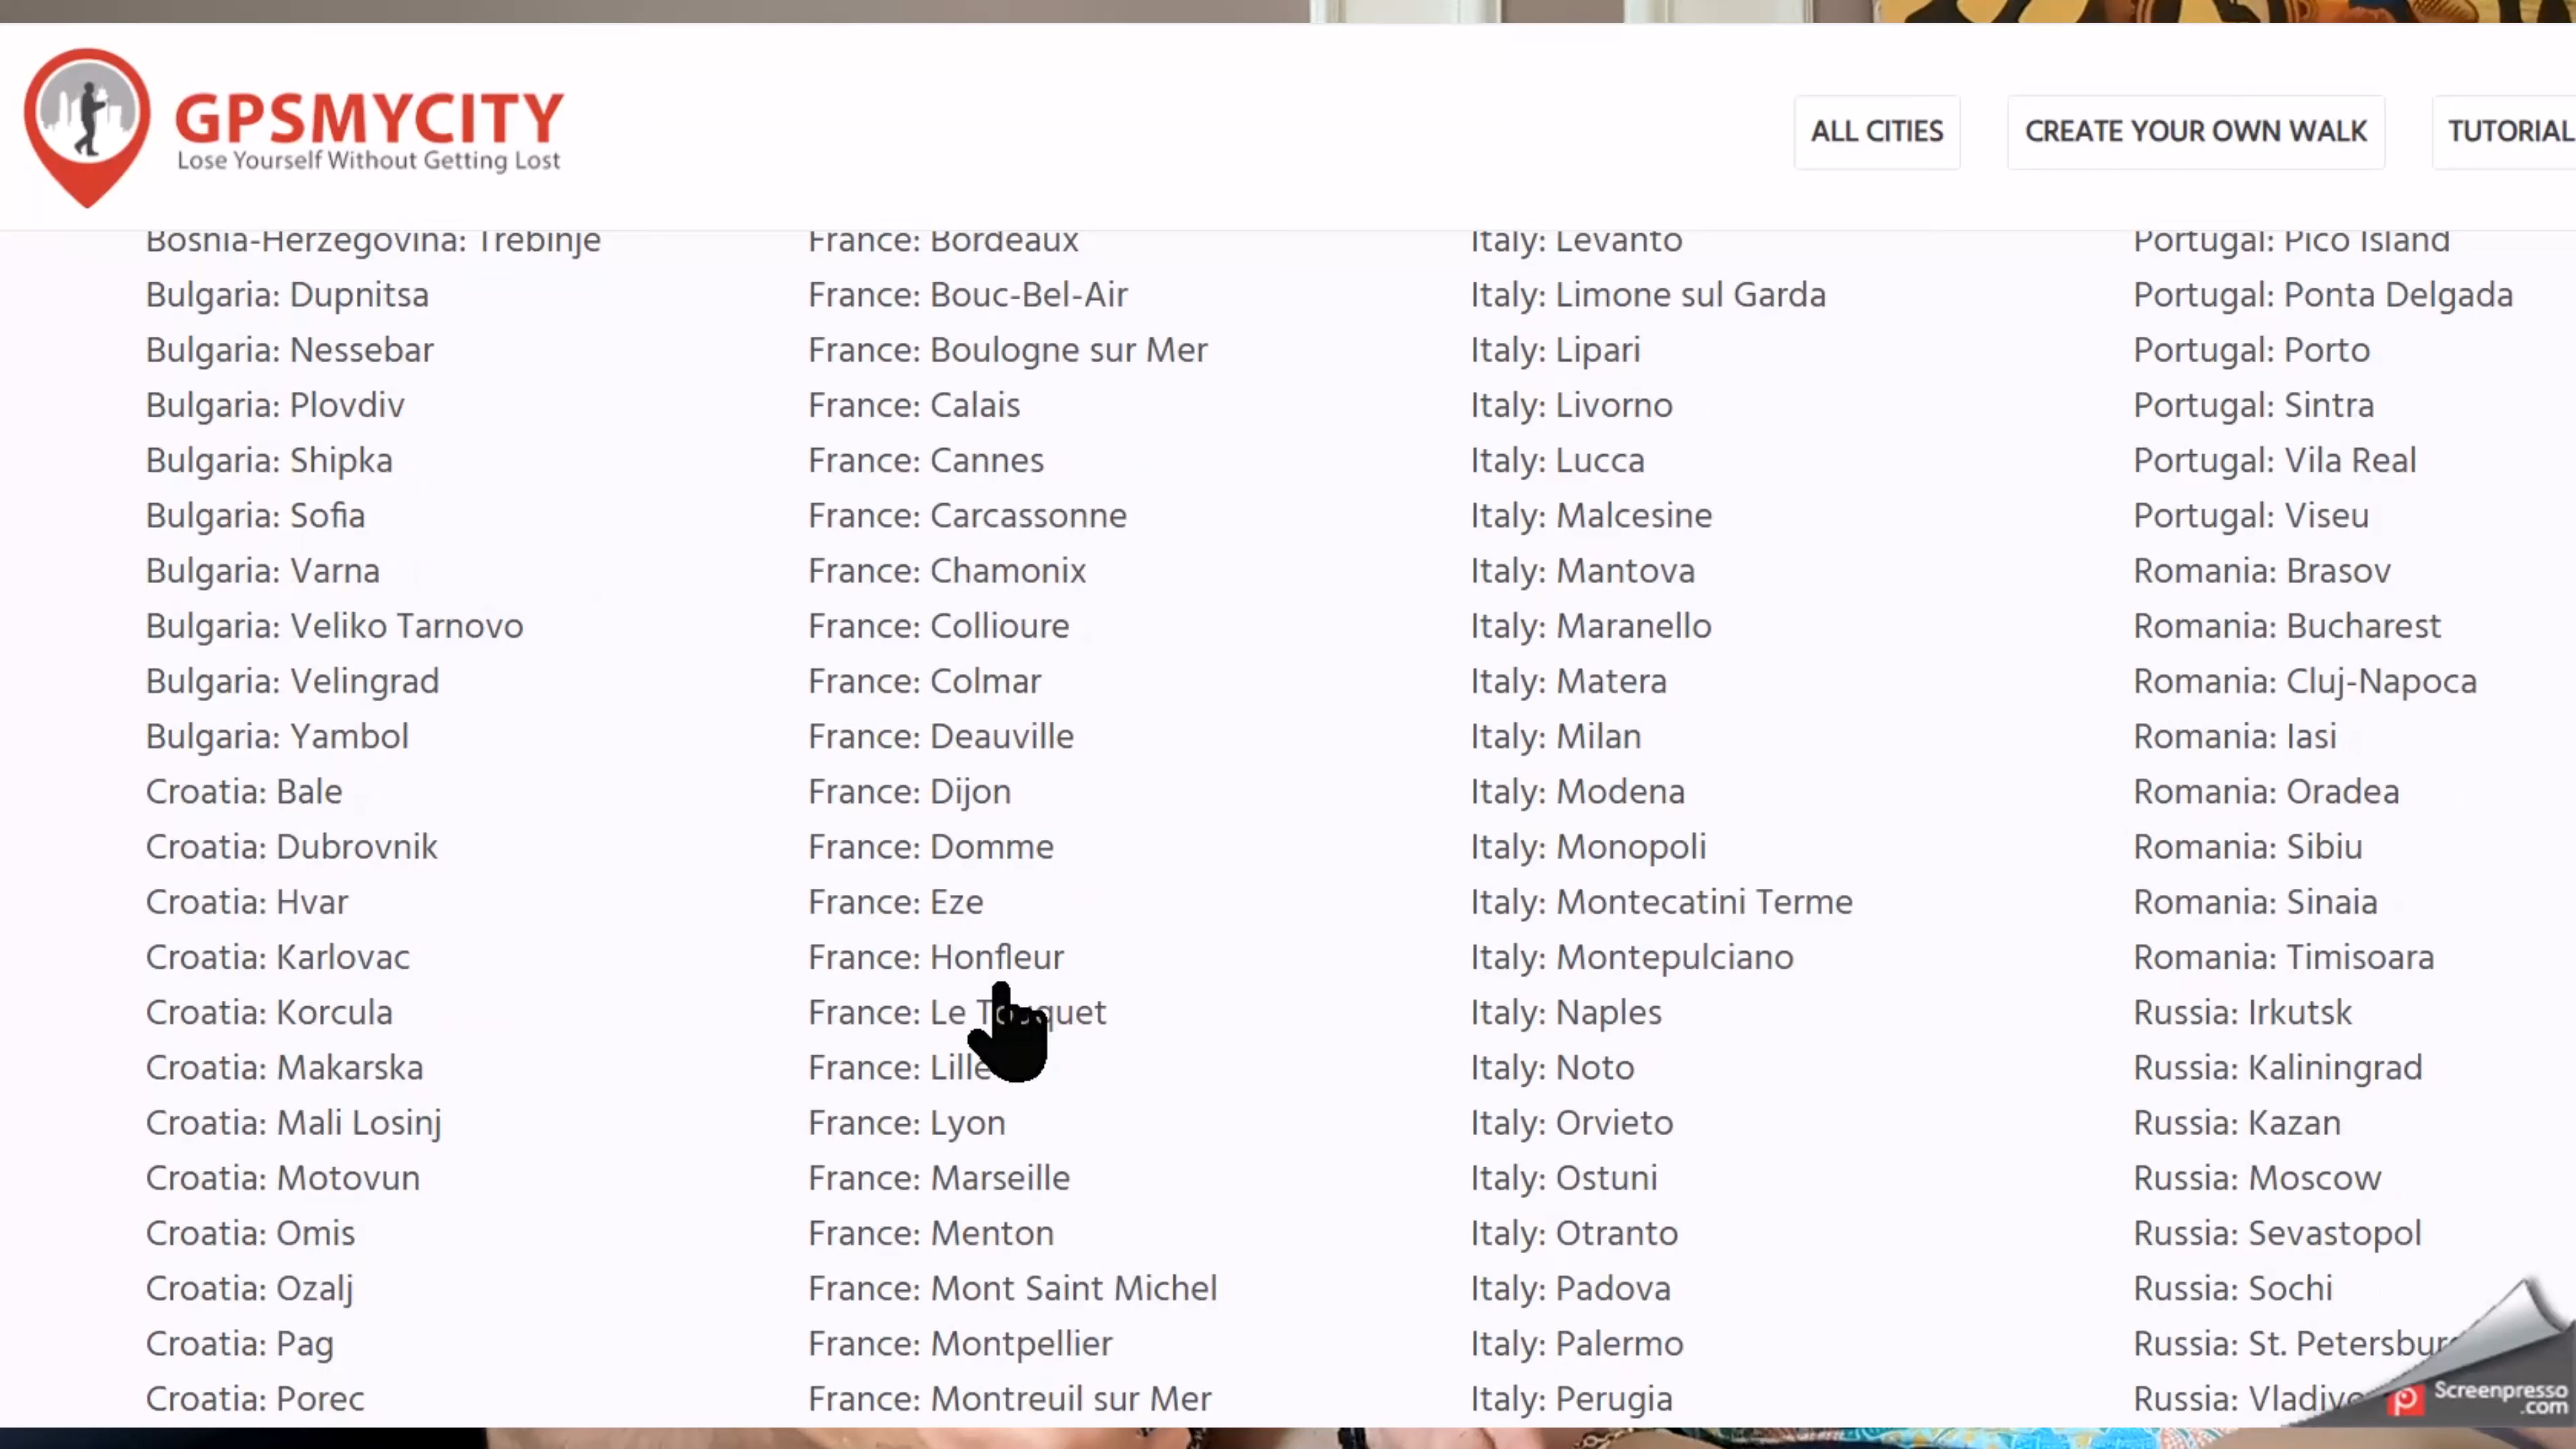 GPSMYCITY
Lose Yourself Without Getting Lost
ALL CITIES
CREATE YOUR OWN WALK
TUTORIAL
Bosnia-Herzegovina: Trebinje
Bulgaria: Dupnitsa
Bulgaria: Nessebar
Bulgaria: Plovdiv
Bulgaria: Shipka
Bulgaria: Sofia
Bulgaria: Varna
Bulgaria: Veliko Tarnovo
Bulgaria: Velingrad
Bulgaria: Yambol
Croatia: Bale
Croatia: Dubrovnik
Croatia: Hvar
Croatia: Karlovac
Croatia: Korcula
Croatia: Makarska
Croatia: Mali Losinj
Croatia: Motovun
Croatia: Omis
Croatia: Ozalj
Croatia: Pag
Croatia: Porec
France: Bordeaux
France: Bouc-Bel-Air
France: Boulogne sur Mer
France: Calais
France: Cannes
France: Carcassonne
France: Chamonix
France: Collioure
France: Colmar
France: Deauville
France: Dijon
France: Domme
France: Eze
France: Honfleur
France: Le
France: Lille
France: Lyon
France: Marseille
France: Menton
France: Mont Saint Michel
France: Montpellier
France: Montreuil sur Mer
Italy: Levanto
Italy: Limone sul Garda
Italy: Lipari
Italy: Livorno
Italy: Lucca
Italy: Malcesine
Italy: Mantova
Italy: Maranello
Italy: Matera
Italy: Milan
Italy: Modena
Italy: Monopoli
Italy: Montecatini Terme
Italy: Montepulciano
Italy: Naples
Italy: Noto
Italy: Orvieto
Italy: Ostuni
Italy: Otranto
Italy: Padova
Italy: Palermo
Italy: Perugia
Portugal: Pico Island
Portugal: Ponta Delgada
Portugal: Porto
Portugal: Sintra
Portugal: Vila Real
Portugal: Viseu
Romania: Brasov
Romania: Bucharest
Romania: Cluj-Napoca
Romania: Iasi
Romania: Oradea
Romania: Sibiu
Romania: Sinaia
Romania: Timisoara
Russia: Irkutsk
Russia: Kaliningrad
Russia: Kazan
Russia: Moscow
Russia: Sevastopol
Russia: Sochi
Russia: St.
Russia:
Screenpresso
.com